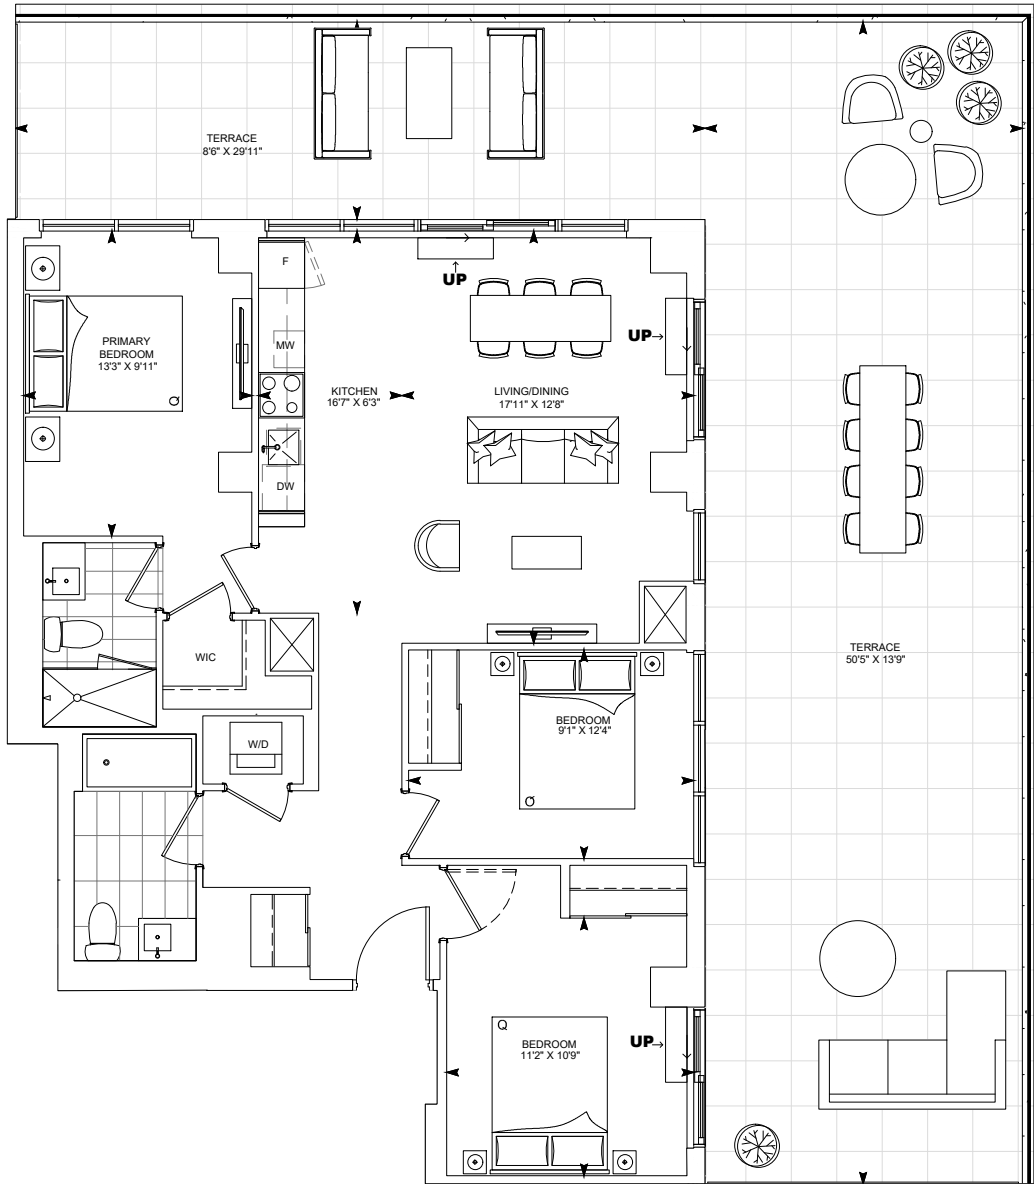 TERRACE
8'6" X 29'11"
F
UP
MW
UP→
PRIMARY
BEDROOM
13'3" X 9'11"
KITCHEN
16'7" X 6'3"
LIVING/DINING
17'11" X 12'8"
Q
DW
WIC
TERRACE
50'5" X 13'9"
W/D
BEDROOM
9'1" X 12'4"
Q
Q
BEDROOM
11'2" X 10'9"
UP→